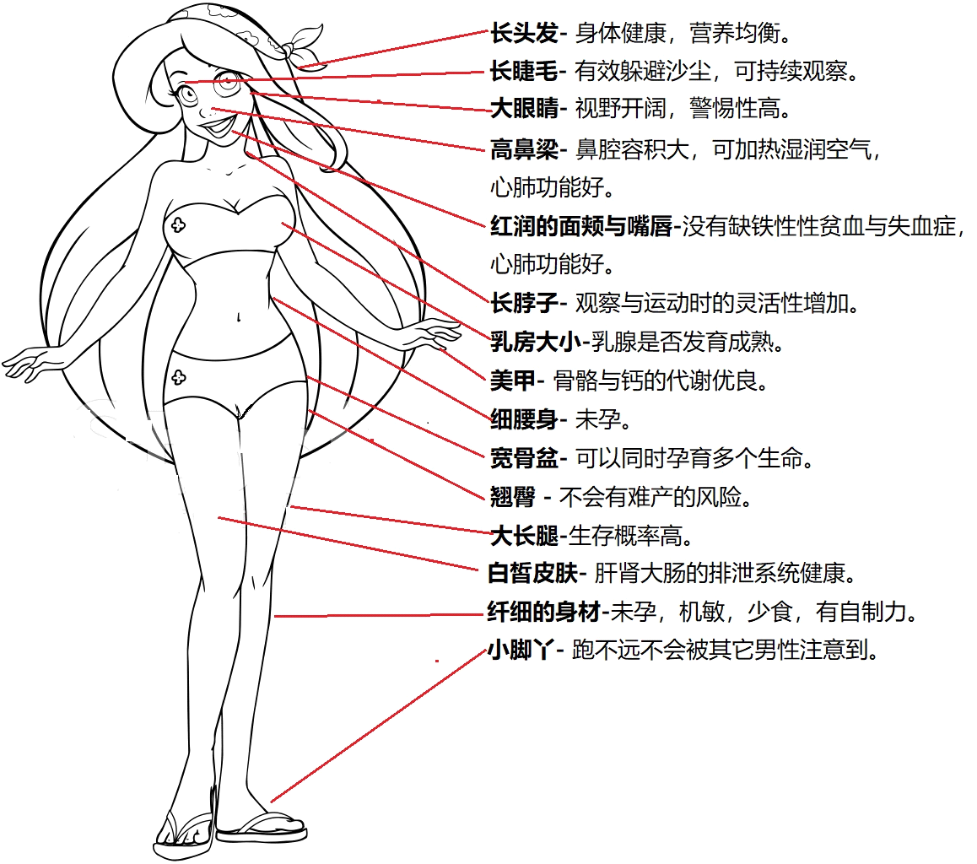 长头发- 身体健康，营养均衡。
长睫毛- 有效躲避沙尘，可持续观察。
大眼睛- 视野开阔，警惕性高。
高鼻梁- 鼻腔容积大，可加热湿润空气，
心肺功能好。
红润的面颊与嘴唇-没有缺铁性性贫血与失血症，
心肺功能好。
长脖子- 观察与运动时的灵活性增加。
乳房大小-乳腺是否发育成熟。
美甲- 骨骼与钙的代谢优良。
细腰身- 未孕。
宽骨盆- 可以同时孕育多个生命。
翘臀 - 不会有难产的风险。
大长腿-生存概率高。
白皙皮肤- 肝肾大肠的排泄系统健康。
纤细的身材-未孕，机敏，少食，有自制力。
小脚丫- 跑不远不会被其它男性注意到。